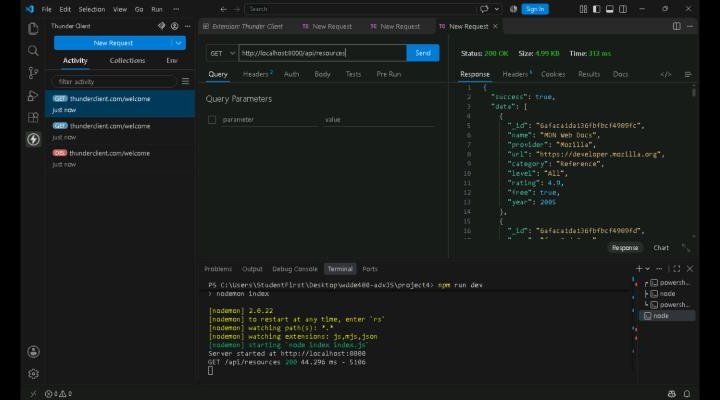 File Edit Selection View Go Run ...
Search
Sign In
Thunder Client
New Request
Activity Collections Env
filter activity
GET thunderclient.com/welcome
just now
GET thunderclient.com/welcome
just now
DEL thunderclient.com/welcome
just now
Extension: Thunder Client
TC New Request
TC New Request
TC New Request
GET http://localhost:8000/api/resources Send
Query Headers 2 Auth Body Tests Pre Run
Query Parameters
parameter value
Status: 200 OK Size: 4.99 KB Time: 313 ms
Response Headers Cookies Results Docs
1 {
2 "success": true,
3 "data": [
4 {
5 "_id": "6afacaida136fbfbcf4989fc",
6 "name": "MDN Web Docs",
7 "provider": "Mozilla",
8 "url": "https://developer.mozilla.org",
9 "category": "Reference",
10 "level": "All",
11 "rating": 4.9,
12 "free": true,
13 "year": 2005
14 },
15 {
16 "_id": "6afacaida136fbfbcf4989fd",
Response Chart
Problems Output Debug Console Terminal Ports
PS C:\Users\StudentFirst\Desktop\wdde480-advJS\project4> npm run dev
> nodemon index
[nodemon] 2.0.22
[nodemon] to restart at any time, enter `rs`
[nodemon] watching path(s): *.*
[nodemon] watching extensions: js,mjs,json
[nodemon] starting `node index index.js`
Server started at http://localhost:8000
GET /api/resources 200 44.296 ms - 5106
powersh...
node
powersh...
node
0 0